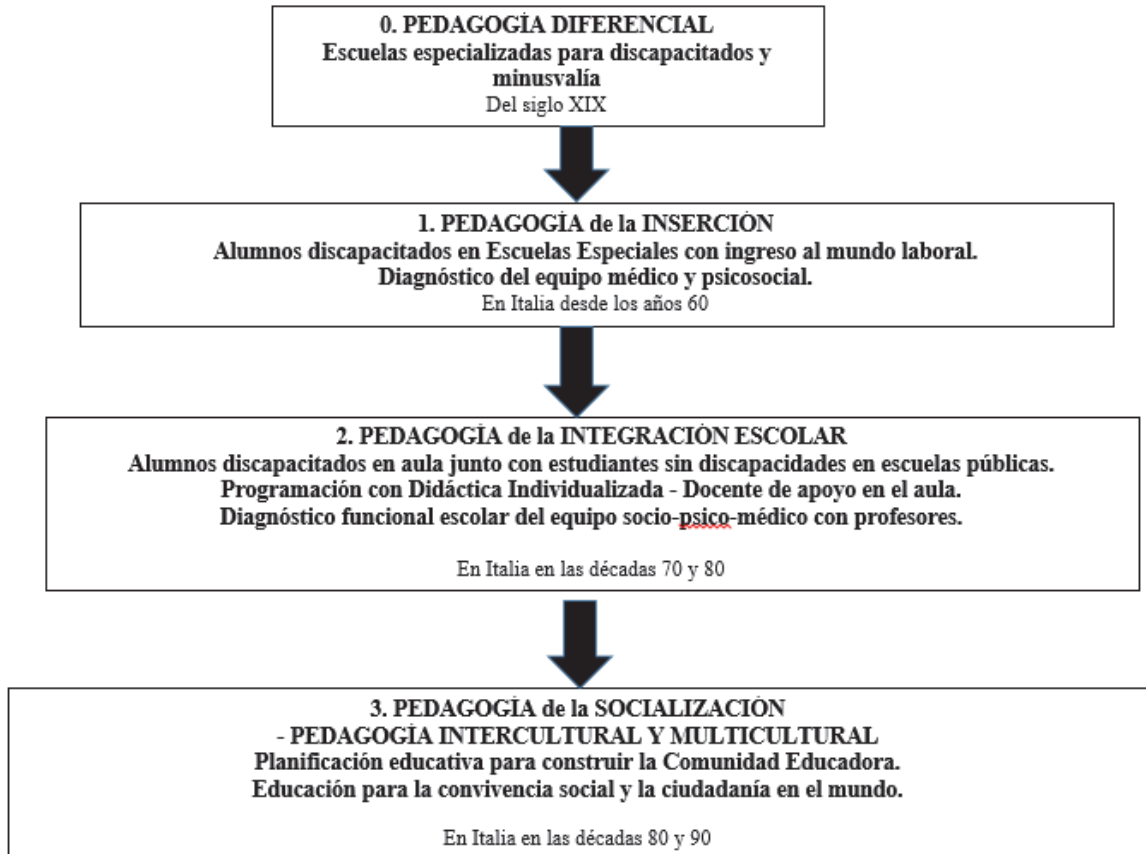 0. PEDAGOGÍA DIFERENCIAL
Escuelas especializadas para discapacitados y
minusvalía
Del siglo XIX
1. PEDAGOGÍA de la INSERCIÓN
Alumnos discapacitados en Escuelas Especiales con ingreso al mundo laboral.
Diagnóstico del equipo médico y psicosocial.
En Italia desde los años 60
2. PEDAGOGÍA de la INTEGRACIÓN ESCOLAR
Alumnos discapacitados en aula junto con estudiantes sin discapacidades en escuelas públicas.
Programación con Didáctica Individualizada - Docente de apoyo en el aula.
Diagnóstico funcional escolar del equipo socio-psico-médico con profesores.
En Italia en las décadas 70 y 80
3. PEDAGOGÍA de la SOCIALIZACIÓN
- PEDAGOGÍA INTERCULTURAL Y MULTICULTURAL
Planificación educativa para construir la Comunidad Educadora.
Educación para la convivencia social y la ciudadanía en el mundo.
En Italia en las décadas 80 y 90